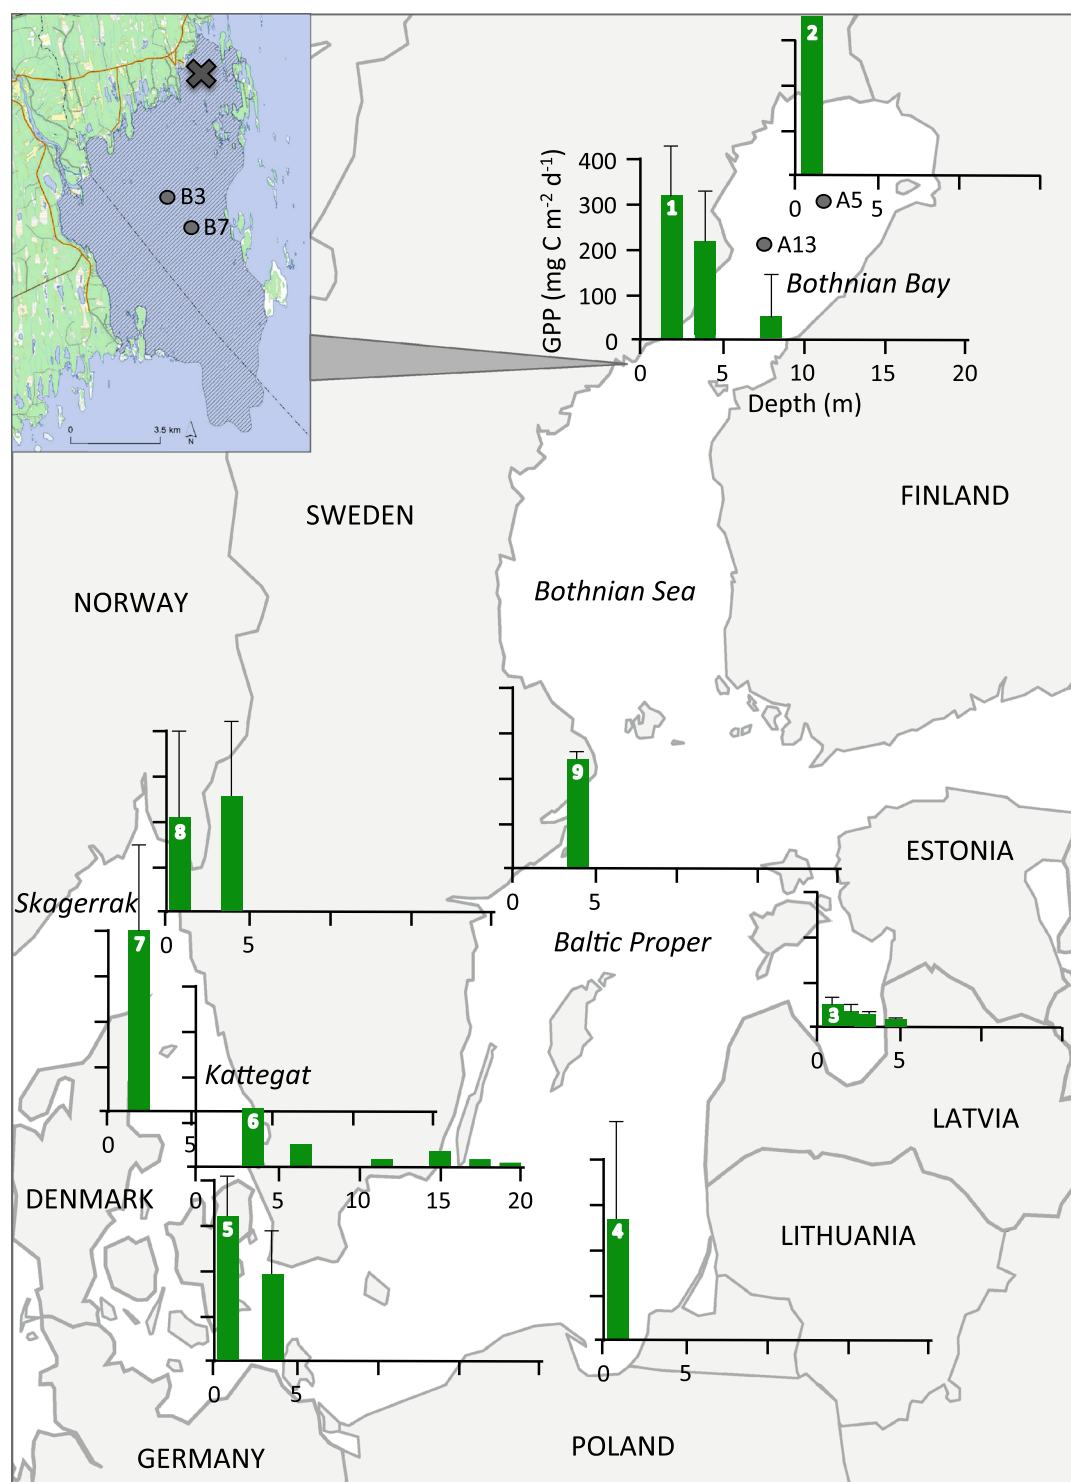 2
B3
B7
0
3.5 km
N
GPP (mg C m-2 d-1)
400
300
200
100
0
1
0 5
A5
A13
Bothnian Bay
0 5 10 15 20
Depth (m)
SWEDEN
FINLAND
NORWAY
Bothnian Sea
9
8
ESTONIA
Skagerrak
0 5
7
0 5
Baltic Proper
3
0 5
Kattegat
6
LATVIA
0 5
0 5 10 15 20
DENMARK
5
4
LITHUANIA
0 5
0 5
GERMANY
POLAND